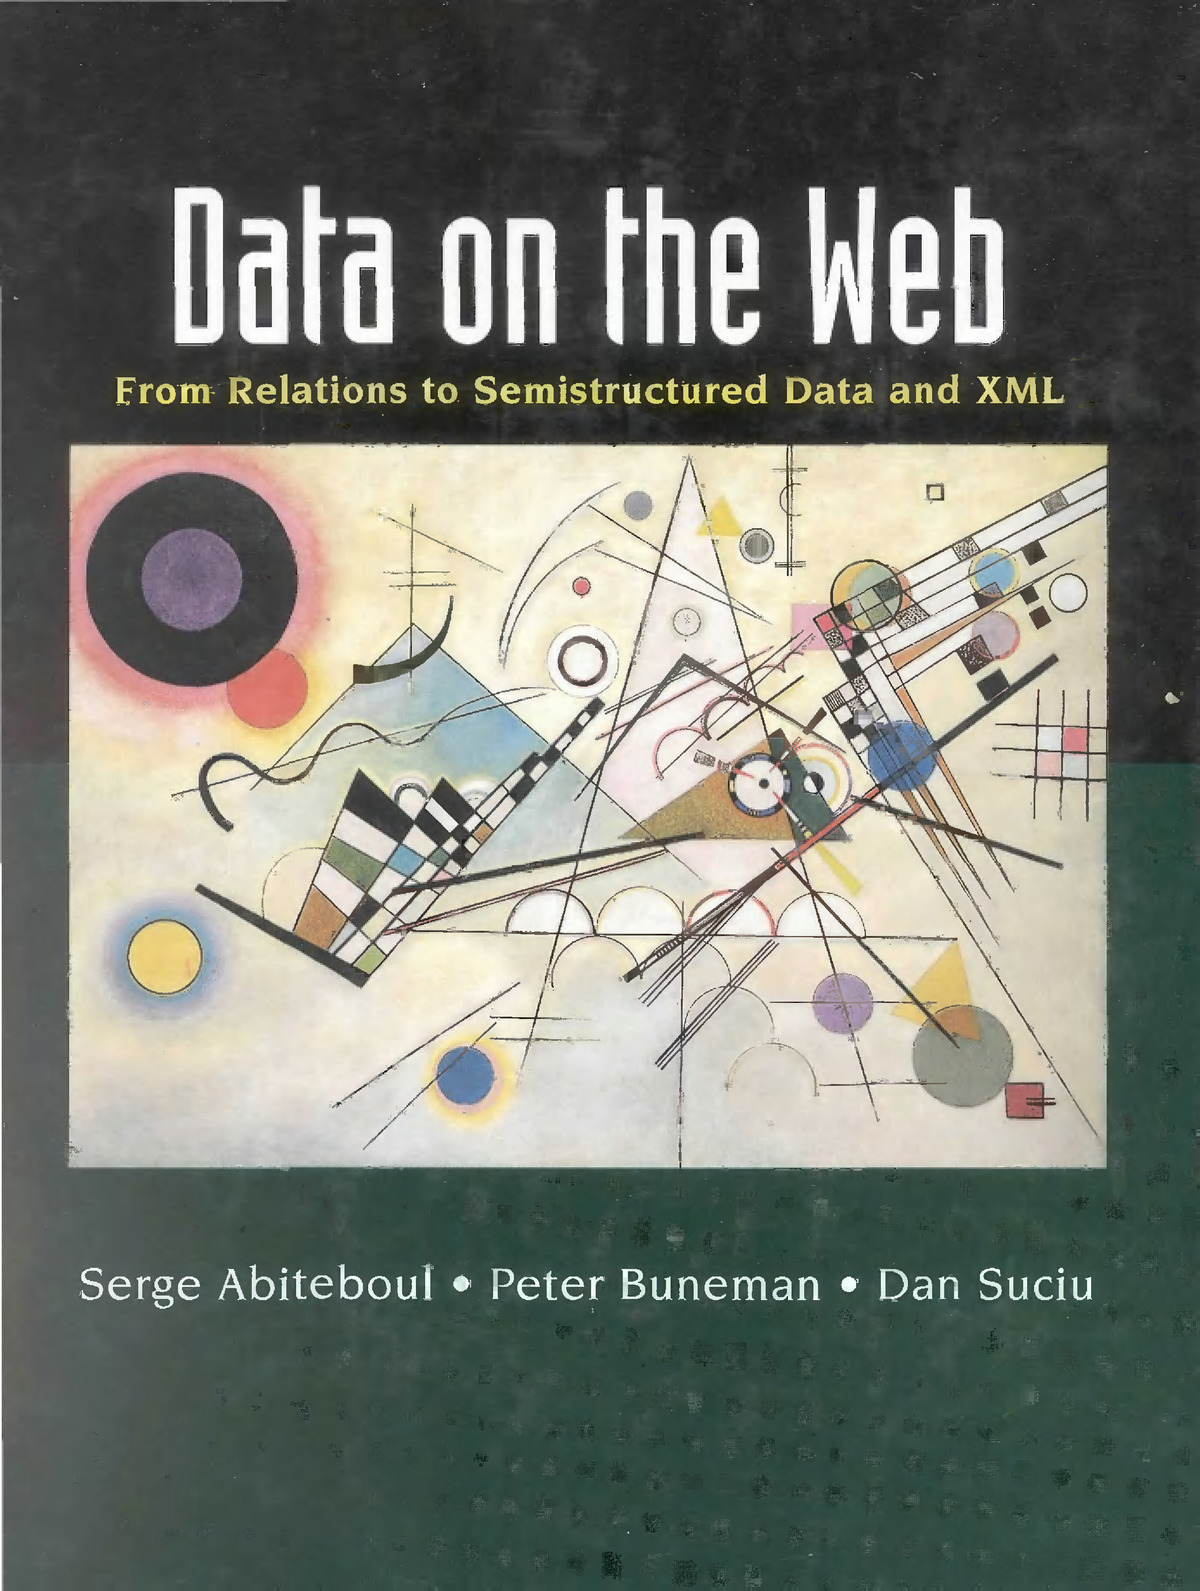 Data on the Web
From Relations to Semistructured Data and XML
Serge Abiteboul • Peter Buneman • Dan Suciu